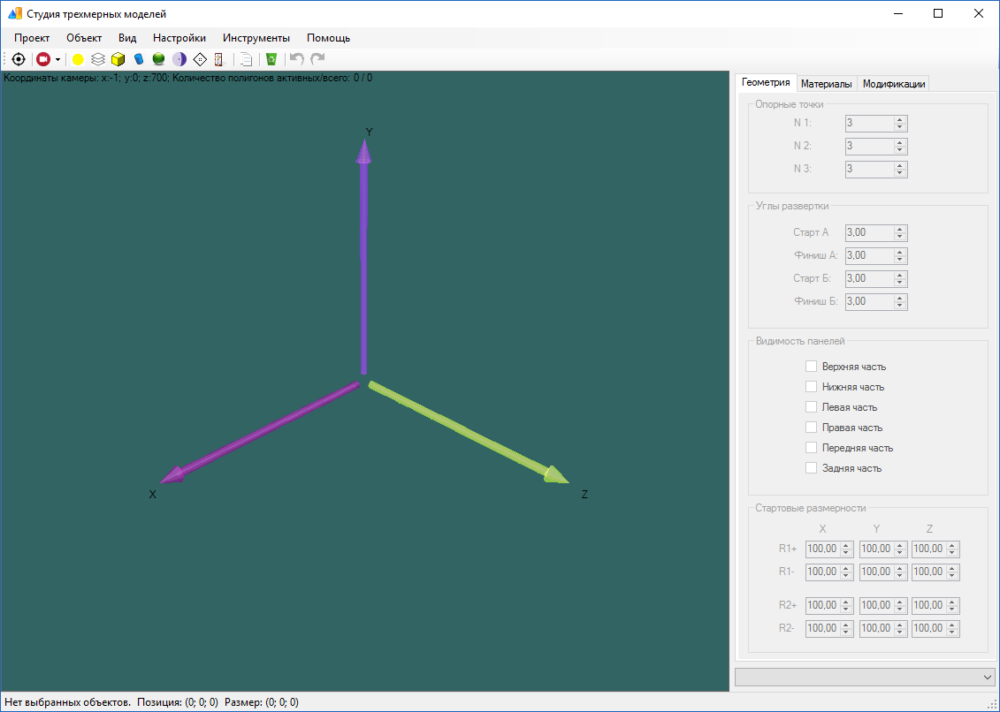 Студия трехмерных моделей
Проект Объект Вид Настройки Инструменты Помощь
Координаты камеры: x:-1; y:0; z:700; Количество полигонов активных/всего: 0 / 0
Y
X
Z
Геометрия Материалы Модификации
Опорные точки
N 1: 3
N 2: 3
N 3: 3
Углы развертки
Старт А 3,00
Финиш А: 3,00
Старт Б: 3,00
Финиш Б: 3,00
Видимость панелей
Верхняя часть
Нижняя часть
Левая часть
Правая часть
Передняя часть
Задняя часть
Стартовые размерности
X Y Z
R1+ 100,00 100,00 100,00
R1- 100,00 100,00 100,00
R2+ 100,00 100,00 100,00
R2- 100,00 100,00 100,00
Нет выбранных объектов. Позиция: (0; 0; 0) Размер: (0; 0; 0)